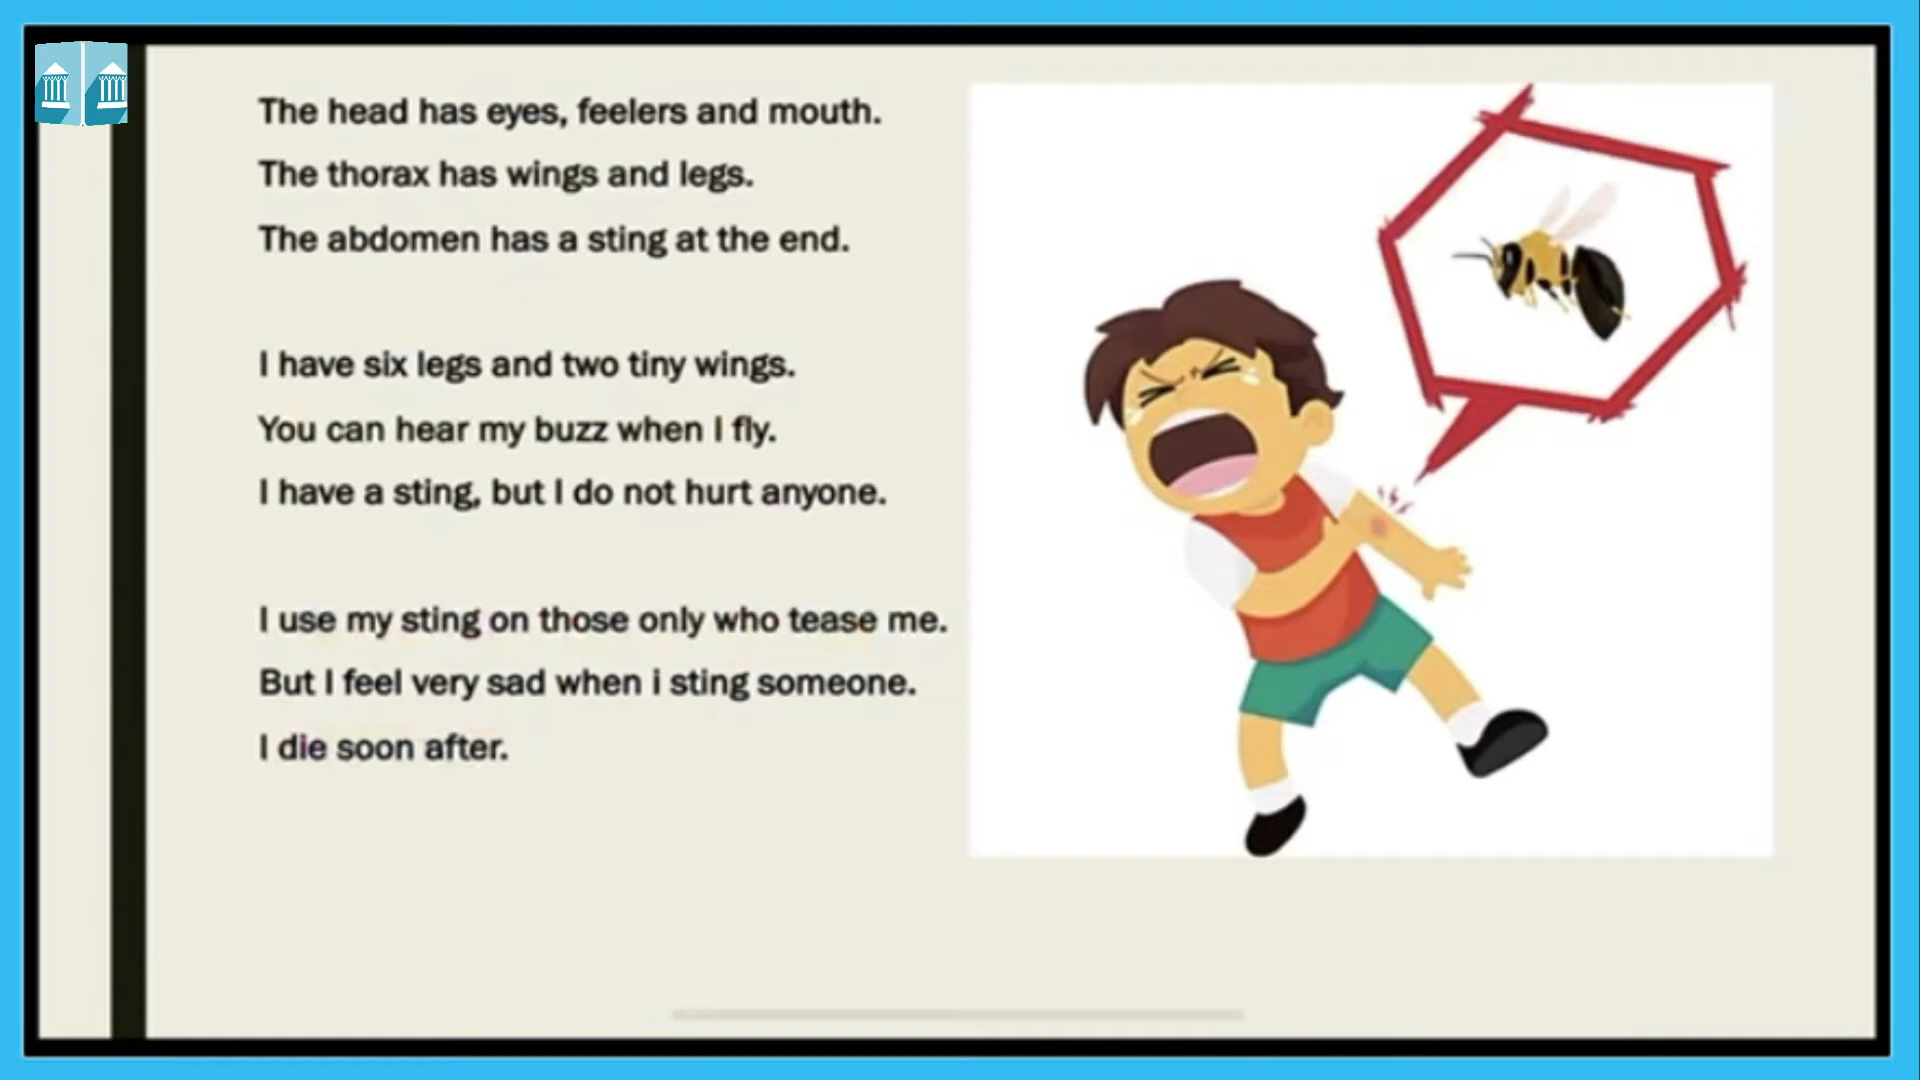 The head has eyes, feelers and mouth.
The thorax has wings and legs.
The abdomen has a sting at the end.
I have six legs and two tiny wings.
You can hear my buzz when I fly.
I have a sting, but I do not hurt anyone.
I use my sting on those only who tease me.
But I feel very sad when i sting someone.
I die soon after.